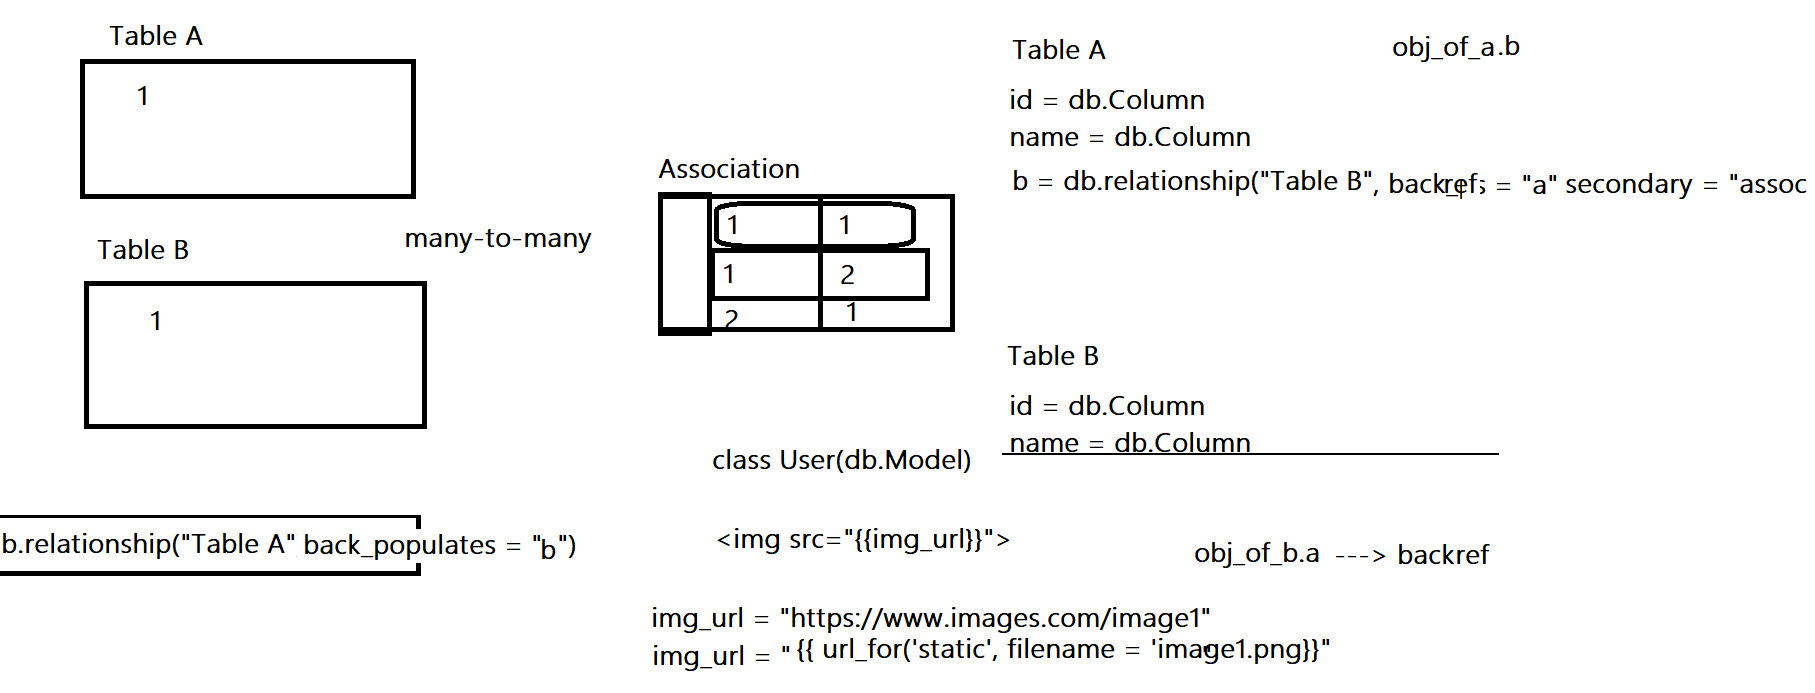 Table A
1
Table B
1
many-to-many
b.relationship("Table A" back_populates = "b")
Association
1 1
1 2
2 1
class User(db.Model)
<img src="{{img_url}}">
img_url = "https://www.images.com/image1"
img_url = " {{ url_for('static', filename = 'image1.png}}"
Table A
obj_of_a.b
id = db.Column
name = db.Column
b = db.relationship("Table B", = "a" secondary = "assoc
Table B
id = db.Column
name = db.Column
obj_of_b.a ---> backref